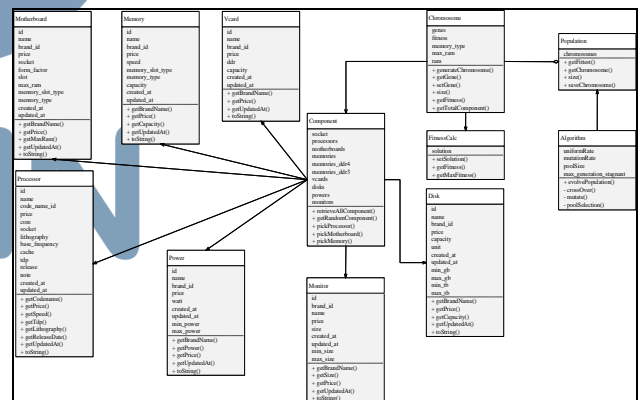 Motherboard
id
name
brand_id
price
socket
form_factor
slot
max_ram
memory_slot_type
memory_type
created_at
updated_at
+ getBrandName()
+ getPrice()
+ getMaxRam()
+ getUpdatedAt()
+ toString()
Memory
id
name
brand_id
price
speed
memory_slot_type
memory_type
capacity
created_at
updated_at
+ getBrandName()
+ getPrice()
+ getCapacity()
+ getUpdatedAt()
+ toString()
Vcard
id
name
brand_id
price
ddr
capacity
created_at
updated_at
+ getBrandName()
+ getPrice()
+ getUpdatedAt()
+ toString()
Chromosome
genes
fitness
memory_type
max_ram
ram
+ generateChromosome()
+ getGene()
+ setGene()
+ size()
+ getFitness()
+ getTotalComponent()
Population
chromosomes
+ getFittest()
+ getChromosome()
+ size()
+ saveChromosome()
Component
socket
processors
motherboards
memories
memories_ddr4
memories_ddr3
vcards
disks
powers
monitors
+ retrieveAllComponent()
+ getRandomComponent()
+ pickProcessor()
+ pickMotherboard()
+ pickMemory()
FitnessCalc
solution
+ setSolution()
+ getFitness()
+ getMaxFitness()
Algorithm
uniformRate
mutationRate
poolSize
max_generation_stagnant
+ evolvePopulation()
- crossOver()
- mutate()
- poolSelection()
Processor
id
name
code_name_id
price
core
socket
lithography
base_frequency
cache
tdp
release
note
created_at
updated_at
+ getCodename()
+ getPrice()
+ getSpeed()
+ getTdp()
+ getLithography()
+ getReleaseDate()
+ getUpdatedAt()
+ toString()
Disk
id
name
brand_id
price
capacity
unit
created_at
updated_at
min_gb
max_gb
min_tb
max_tb
+ getBrandName()
+ getPrice()
+ getCapacity()
+ getUpdatedAt()
+ toString()
Power
id
name
brand_id
price
watt
created_at
updated_at
min_power
max_power
+ getBrandName()
+ getPower()
+ getPrice()
+ getUpdatedAt()
+ toString()
Monitor
id
brand_id
name
price
size
created_at
updated_at
min_size
max_size
+ getBrandName()
+ getSize()
+ getPrice()
+ getUpdatedAt()
+ toString()